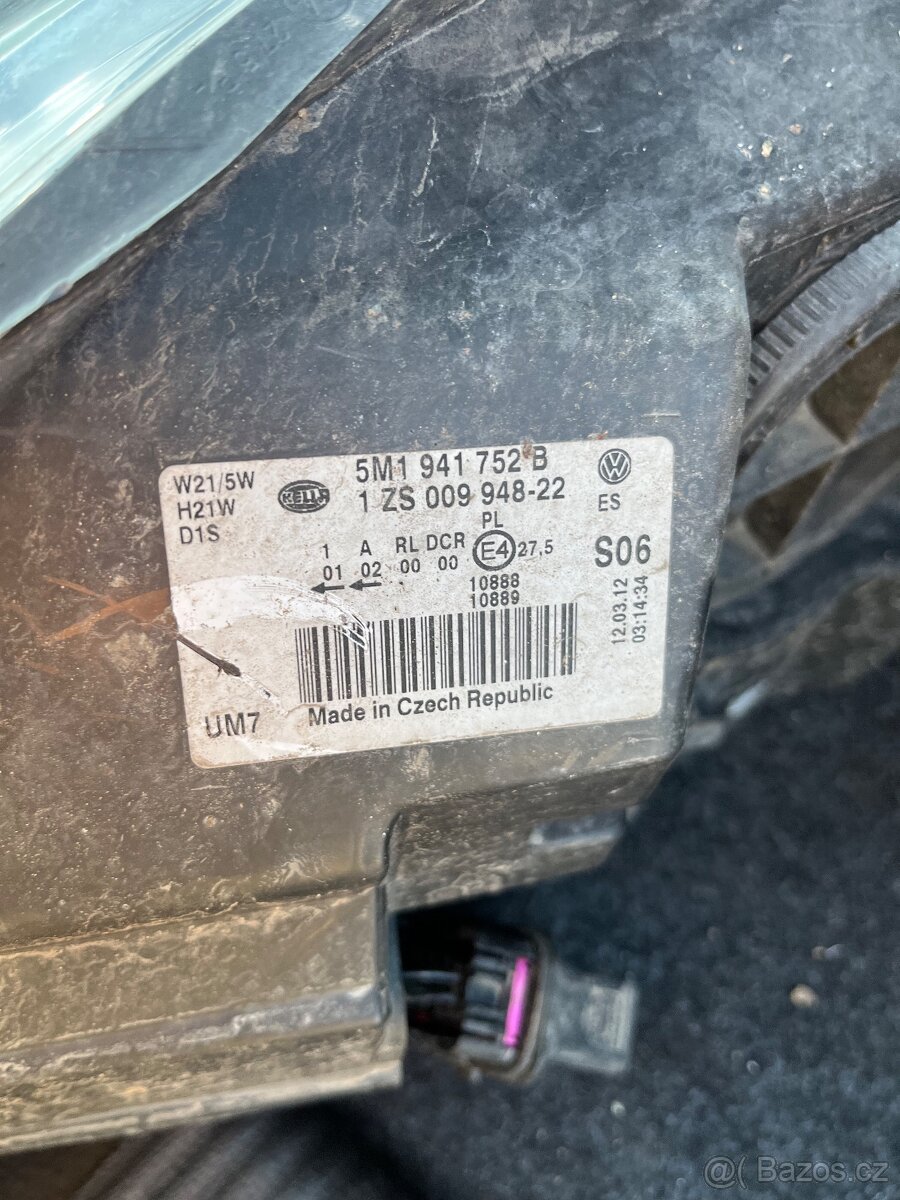 W21/5W
H21W
D1S
HELLA
5M1 941 752 B
1 ZS 009 948-22
ES
PL
1 A RL DCR E4 27,5
01 02 00 00
10888
10889
S06
12.03.12
03:14:34
UM7
Made in Czech Republic
@( Bazos.cz